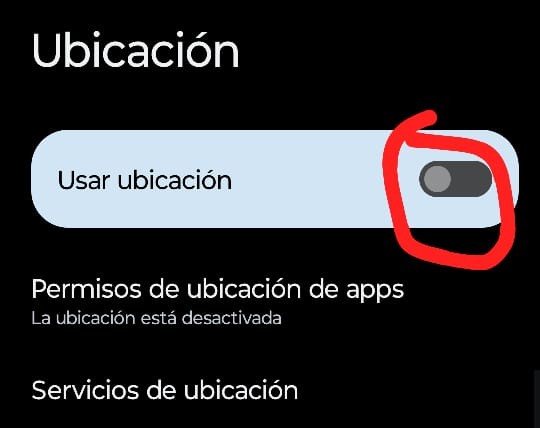 Ubicación
Usar ubicación
Permisos de ubicación de apps
La ubicación está desactivada
Servicios de ubicación